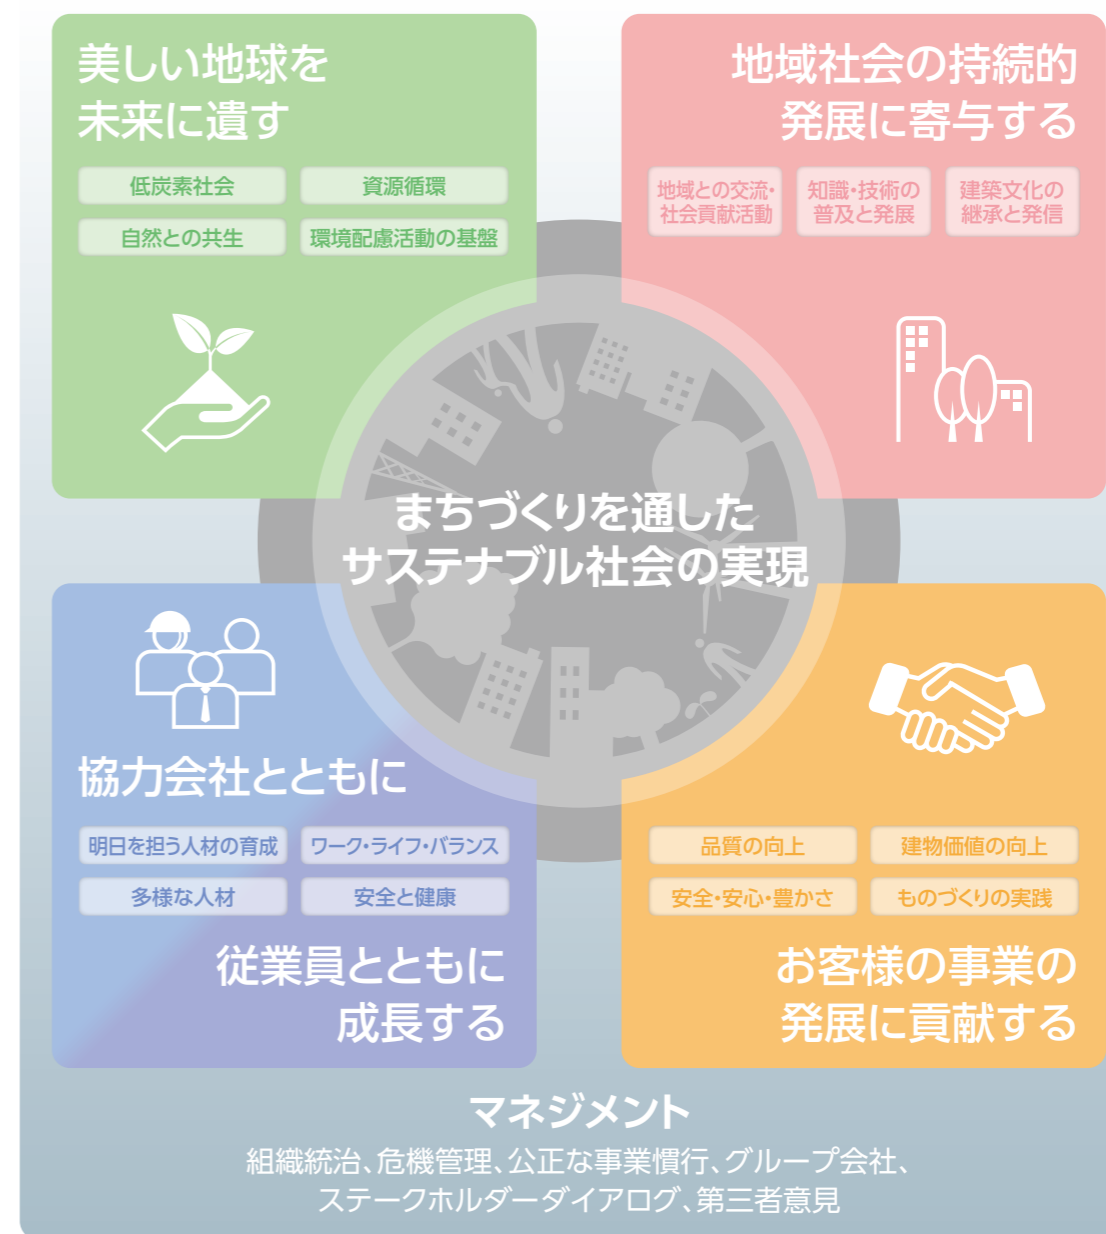 美しい地球を
未来に遺す
低炭素社会
資源循環
自然との共生
環境配慮活動の基盤
地域社会の持続的
発展に寄与する
地域との交流・
社会貢献活動
知識・技術の
普及と発展
建築文化の
継承と発信
まちづくりを通した
サステナブル社会の実現
協力会社とともに
明日を担う人材の育成
ワーク・ライフ・バランス
多様な人材
安全と健康
従業員とともに
成長する
品質の向上
建物価値の向上
安全・安心・豊かさ
ものづくりの実践
お客様の事業の
発展に貢献する
マネジメント
組織統治、危機管理、公正な事業慣行、グループ会社、
ステークホルダーダイアログ、第三者意見